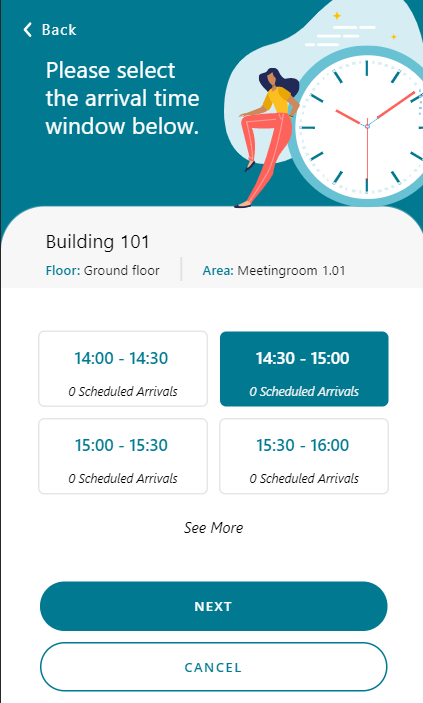 Back
Please select
the arrival time
window below.
Building 101
Floor: Ground floor
Area: Meetingroom 1.01
14:00 - 14:30
0 Scheduled Arrivals
14:30 - 15:00
0 Scheduled Arrivals
15:00 - 15:30
0 Scheduled Arrivals
15:30 - 16:00
0 Scheduled Arrivals
See More
NEXT
CANCEL